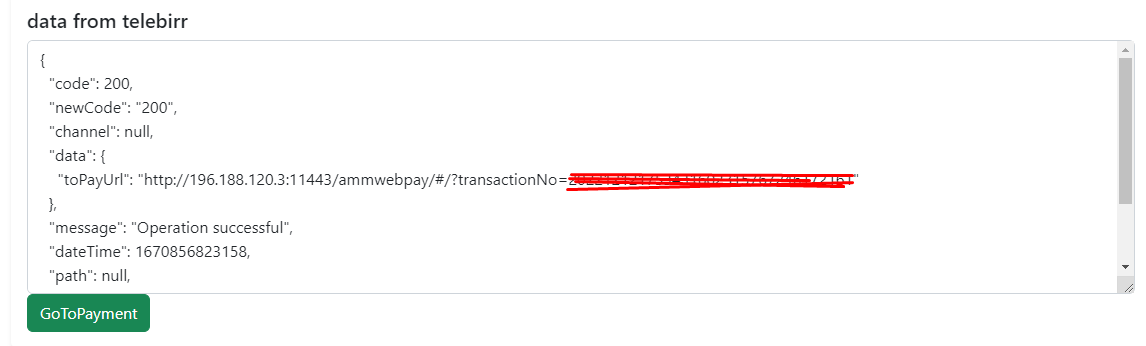 data from telebirr
{
"code": 200,
"newCode": "200",
"channel": null,
"data": {
"toPayUrl": "http://196.188.120.3:11443/ammwebpay/#/?transactionNo="
},
"message": "Operation successful",
"dateTime": 1670856823158,
"path": null,
GoToPayment